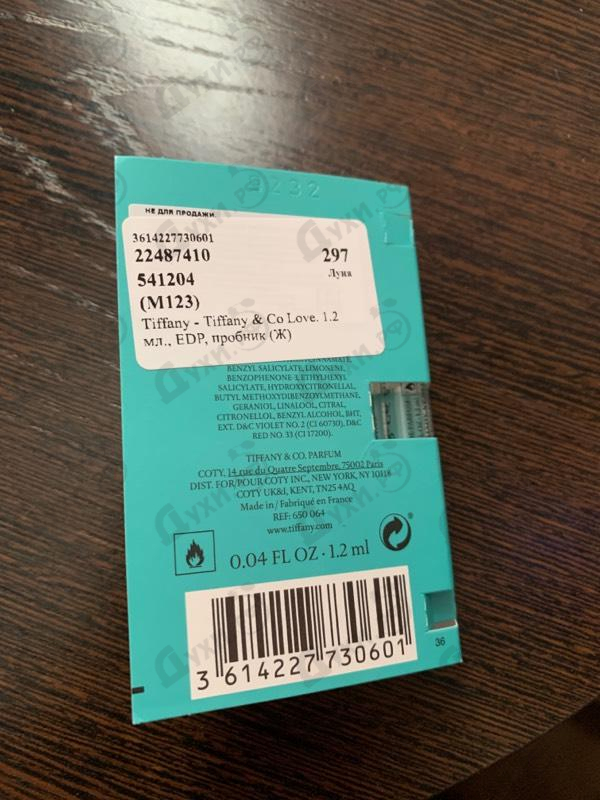 2232
НЕ ДЛЯ ПРОДАЖИ.
3614227730601
22487410 297
541204 Луня
(M123)
Tiffany - Tiffany & Co Love. 1.2
мл., EDP, пробник (Ж)
BENZYL SALICYLATE, LIMONENE,
BENZOPHENONE-3, ETHYLHEXYL
SALICYLATE, HYDROXYCITRONELLAL,
BUTYL METHOXYDIBENZOYLMETHANE,
GERANIOL, LINALOOL, CITRAL,
CITRONELLOL, BENZYL ALCOHOL, BHT,
EXT. D&C VIOLET NO. 2 (CI 60730), D&C
RED NO. 33 (CI 17200).
TIFFANY & CO. PARFUM
COTY, 14 rue du Quatre Septembre, 75002 Paris
DIST. FOR/POUR COTY INC., NEW YORK, NY 10118
COTY UK&I, KENT, TN25 4AQ
Made in / Fabriqué en France
REF: 650 064
www.tiffany.com
0.04 FL OZ · 1.2 ml
3 614227 730601
36
Духи.рф